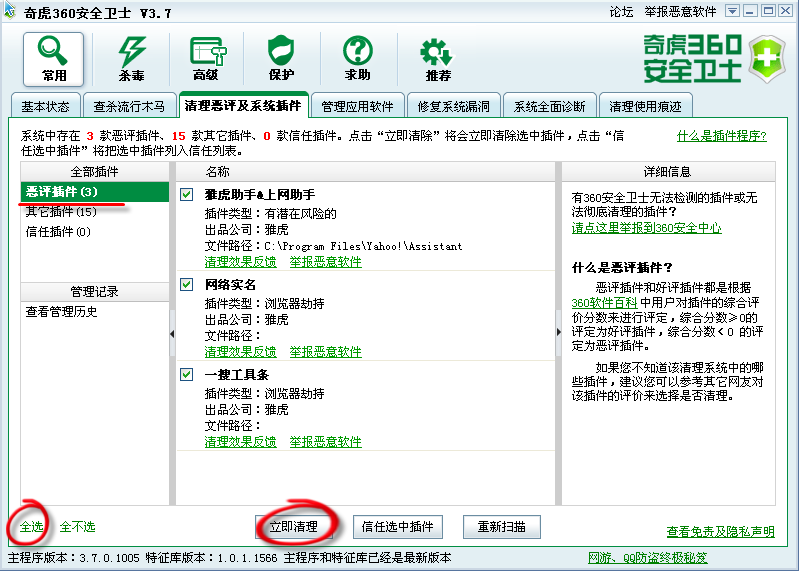 奇虎360安全卫士 V3.7
论坛 举报恶意软件
常用
杀毒
高级
保护
求助
推荐
奇虎360
安全卫士
基本状态
查杀流行木马
清理恶评及系统插件
管理应用软件
修复系统漏洞
系统全面诊断
清理使用痕迹
系统中存在 3 款恶评插件、15 款其它插件、0 款信任插件。点击“立即清除”将会立即清除选中插件，点击“信
任选中插件”将把选中插件列入信任列表。
什么是插件程序?
全部插件
恶评插件(3)
其它插件(15)
信任插件(0)
管理记录
查看管理历史
名称
雅虎助手&上网助手
插件类型：有潜在风险的
出品公司：雅虎
文件路径：C:\Program Files\Yahoo!\Assistant
清理效果反馈 举报恶意软件
网络实名
插件类型：浏览器劫持
出品公司：雅虎
文件路径：
清理效果反馈 举报恶意软件
一搜工具条
插件类型：浏览器劫持
出品公司：雅虎
文件路径：
清理效果反馈 举报恶意软件
详细信息
有360安全卫士无法检测的插件或无
法彻底清理的插件？
请点这里举报到360安全中心
什么是恶评插件？
恶评插件和好评插件都是根据
360软件百科中用户对插件的综合评
价分数来进行评定，综合分数≥0的
评定为好评插件，综合分数＜0 的评
定为恶评插件。
如果您不知道该清理系统中的哪
些插件，建议您可以参考其它网友对
该插件的评价来选择是否清理。
全选 全不选
立即清理
信任选中插件
重新扫描
查看免责及隐私声明
主程序版本：3.7.0.1005 特征库版本：1.0.1.1566 主程序和特征库已经是最新版本
网游、QQ防盗终极秘笈